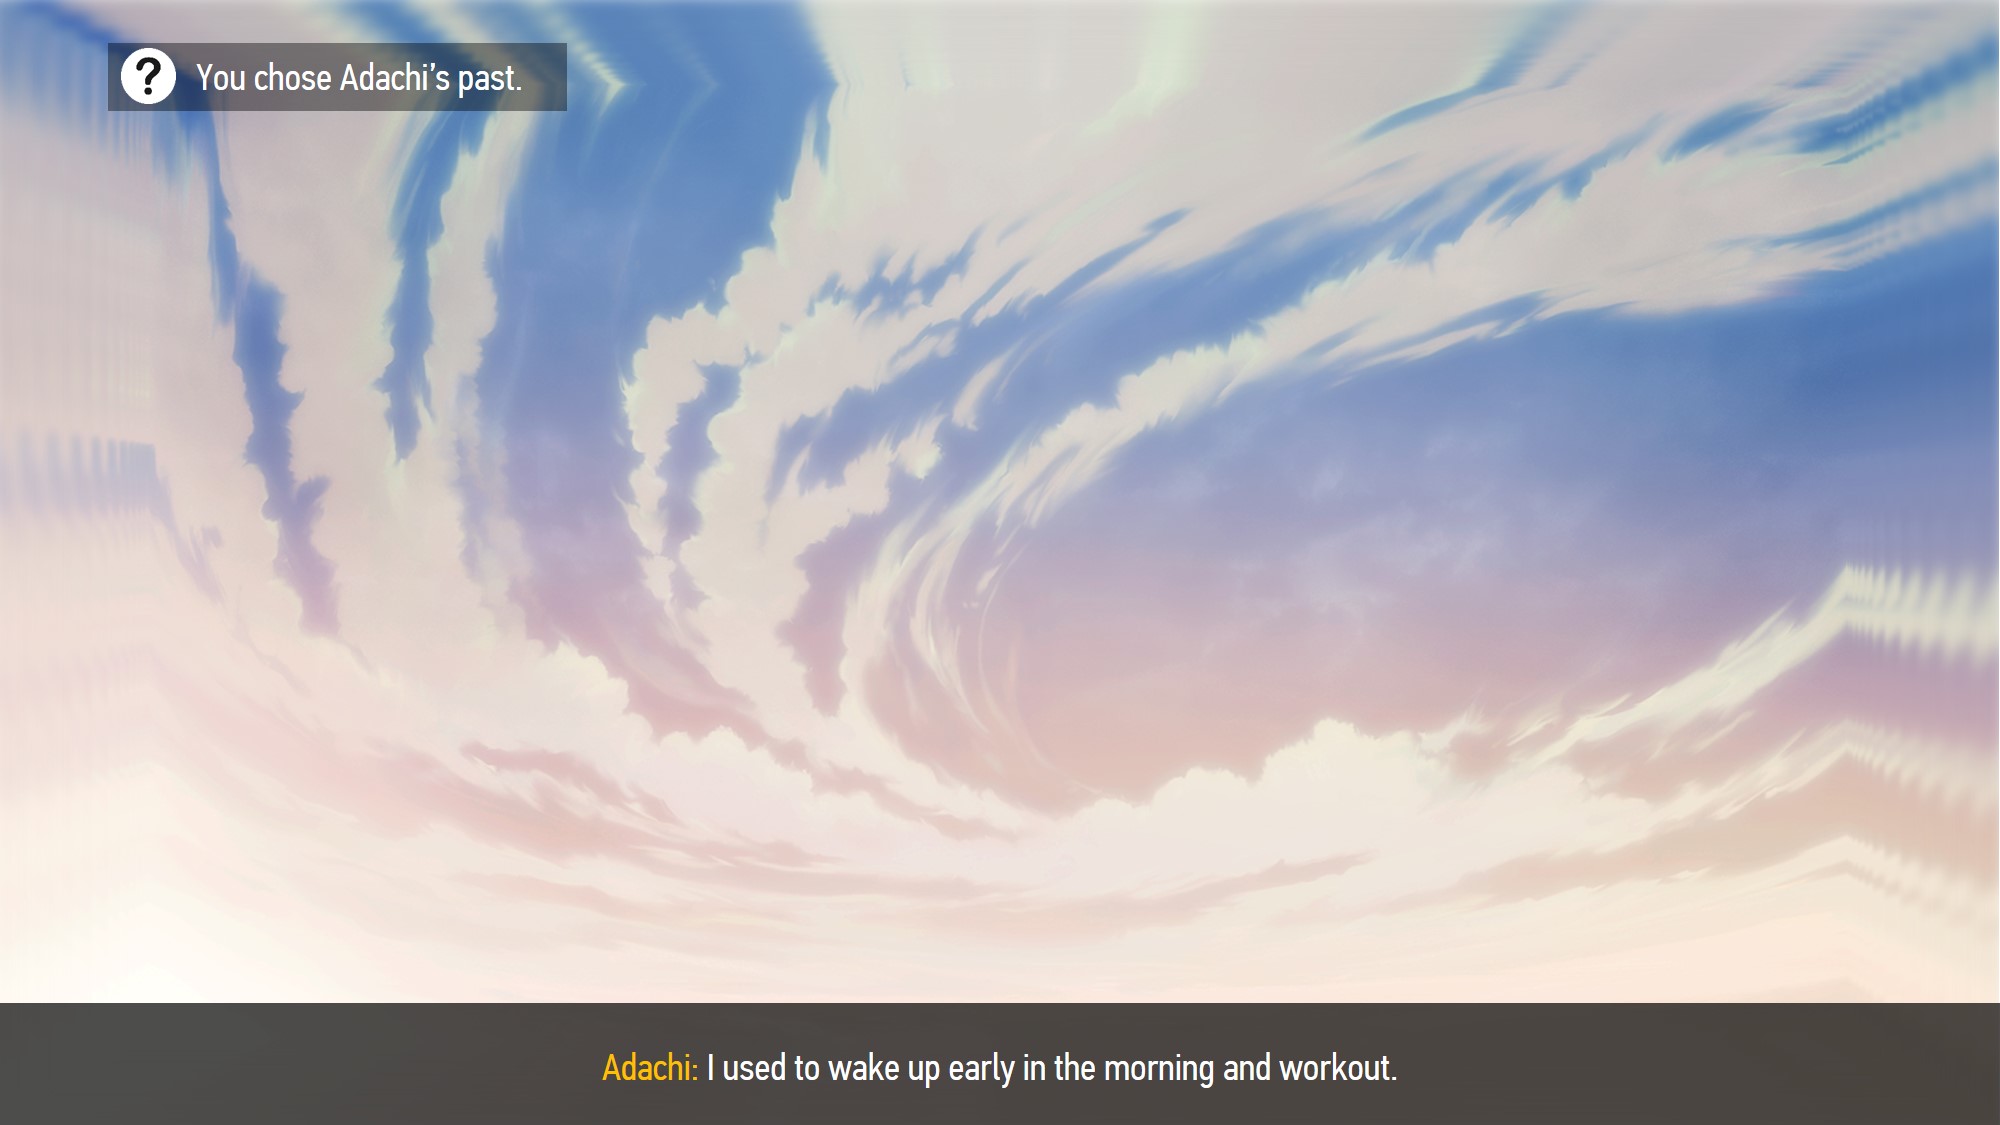 ?
You chose Adachi’s past.
Adachi: I used to wake up early in the morning and workout.